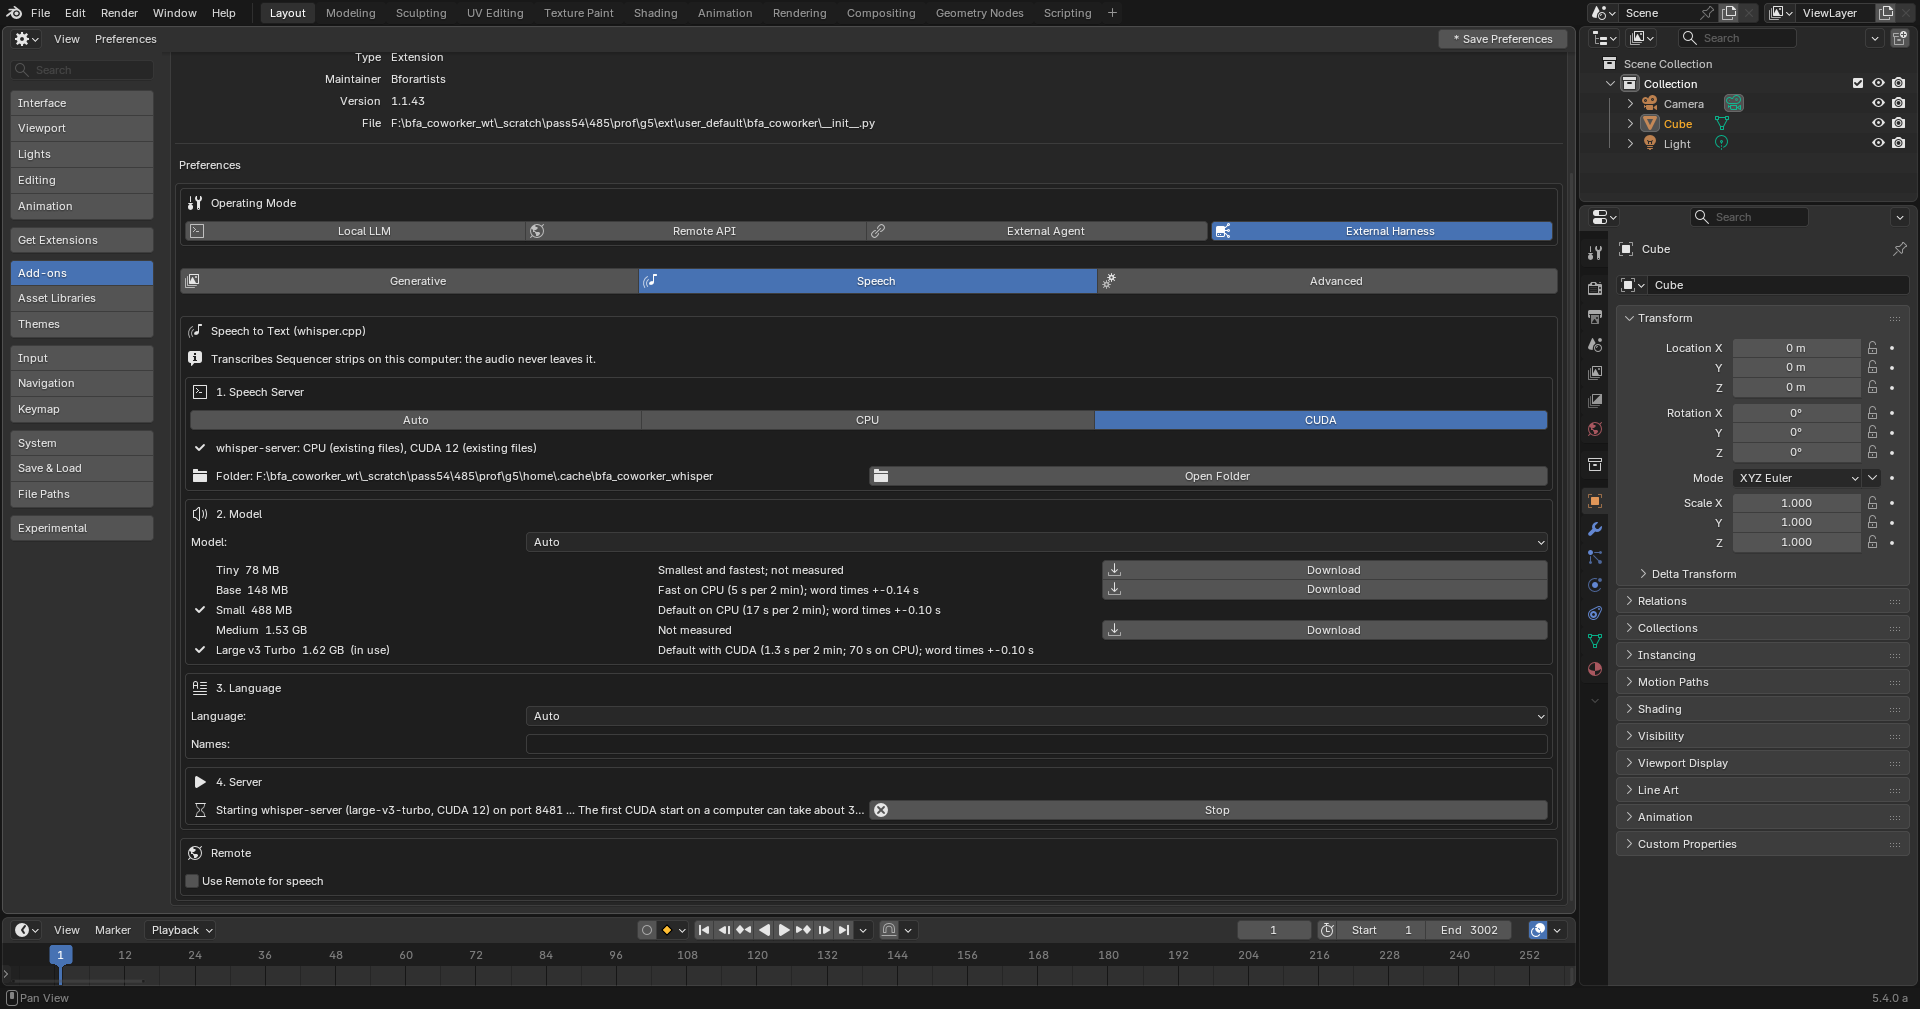 File Edit Render Window Help Layout Modeling Sculpting UV Editing Texture Paint Shading Animation Rendering Compositing Geometry Nodes Scripting Scene ViewLayer
View Preferences * Save Preferences
Search
Interface
Viewport
Lights
Editing
Animation
Get Extensions
Add-ons
Asset Libraries
Themes
Input
Navigation
Keymap
System
Save & Load
File Paths
Experimental
Type Extension
Maintainer Bforartists
Version 1.1.43
File F:\bfa_coworker_wt\_scratch\pass54\485\prof\g5\ext\user_default\bfa_coworker\__init__.py
Preferences
Operating Mode
Local LLM Remote API External Agent External Harness
Generative Speech Advanced
Speech to Text (whisper.cpp)
Transcribes Sequencer strips on this computer: the audio never leaves it.
1. Speech Server
Auto CPU CUDA
whisper-server: CPU (existing files), CUDA 12 (existing files)
Folder: F:\bfa_coworker_wt\_scratch\pass54\485\prof\g5\home\.cache\bfa_coworker_whisper Open Folder
2. Model
Model: Auto
Tiny 78 MB Smallest and fastest; not measured Download
Base 148 MB Fast on CPU (5 s per 2 min); word times +-0.14 s Download
Small 488 MB Default on CPU (17 s per 2 min); word times +-0.10 s
Medium 1.53 GB Not measured Download
Large v3 Turbo 1.62 GB (in use) Default with CUDA (1.3 s per 2 min; 70 s on CPU); word times +-0.10 s
3. Language
Language: Auto
Names:
4. Server
Starting whisper-server (large-v3-turbo, CUDA 12) on port 8481 ... The first CUDA start on a computer can take about 3... Stop
Remote
Use Remote for speech
Search
Scene Collection
Collection
Camera
Cube
Light
Search
Cube
Cube
Transform
Location X 0 m
Y 0 m
Z 0 m
Rotation X 0°
Y 0°
Z 0°
Mode XYZ Euler
Scale X 1.000
Y 1.000
Z 1.000
Delta Transform
Relations
Collections
Instancing
Motion Paths
Shading
Visibility
Viewport Display
Line Art
Animation
Custom Properties
View Marker Playback 1 Start 1 End 3002
1 12 24 36 48 60 72 84 96 108 120 132 144 156 168 180 192 204 216 228 240 252
Pan View 5.4.0 a